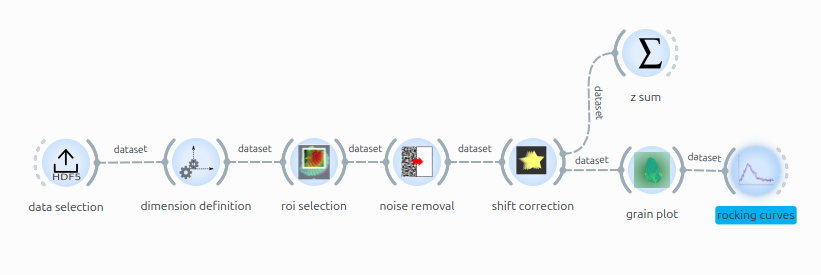 Σ
dataset
z sum
dataset
dataset
dataset
dataset
dataset
dataset
HDF5
data selection
dimension definition
roi selection
noise removal
shift correction
grain plot
rocking curves